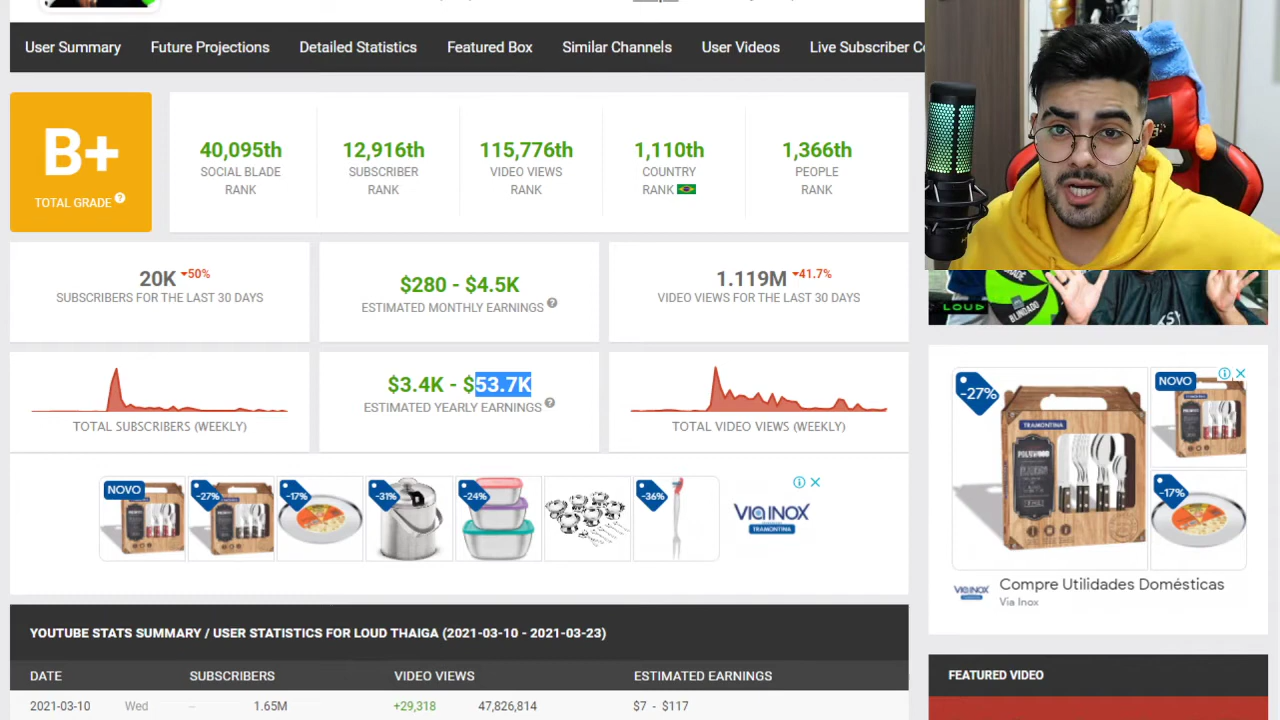 User Summary
Future Projections
Detailed Statistics
Featured Box
Similar Channels
User Videos
Live Subscriber Co
B+
TOTAL GRADE ?
40,095th
SOCIAL BLADE
RANK
12,916th
SUBSCRIBER
RANK
115,776th
VIDEO VIEWS
RANK
1,110th
COUNTRY
RANK
1,366th
PEOPLE
RANK
20K 50%
SUBSCRIBERS FOR THE LAST 30 DAYS
$280 - $4.5K
ESTIMATED MONTHLY EARNINGS ?
1.119M 41.7%
VIDEO VIEWS FOR THE LAST 30 DAYS
LOUD
BLINDADO
TOTAL SUBSCRIBERS (WEEKLY)
$3.4K - $53.7K
ESTIMATED YEARLY EARNINGS ?
TOTAL VIDEO VIEWS (WEEKLY)
-27%
TRAMONTINA
POLYWOOD
NOVO
-17%
NOVO
-27%
-17%
-31%
-24%
-36%
VIAINOX
TRAMONTINA
VIAINOX
Compre Utilidades Domésticas
Via Inox
YOUTUBE STATS SUMMARY / USER STATISTICS FOR LOUD THAIGA (2021-03-10 - 2021-03-23)
DATE
SUBSCRIBERS
VIDEO VIEWS
ESTIMATED EARNINGS
2021-03-10 Wed -- 1.65M +29,318 47,826,814 $7 - $117
FEATURED VIDEO